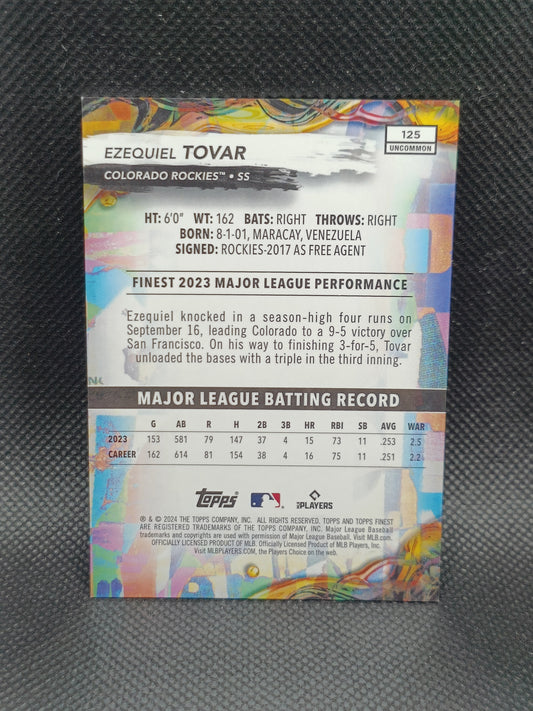 125
UNCOMMON
EZEQUIEL TOVAR
COLORADO ROCKIES™ • SS
HT: 6'0" WT: 162 BATS: RIGHT THROWS: RIGHT
BORN: 8-1-01, MARACAY, VENEZUELA
SIGNED: ROCKIES-2017 AS FREE AGENT
FINEST 2023 MAJOR LEAGUE PERFORMANCE
Ezequiel knocked in a season-high four runs on
September 16, leading Colorado to a 9-5 victory over
San Francisco. On his way to finishing 3-for-5, Tovar
unloaded the bases with a triple in the third inning.
MAJOR LEAGUE BATTING RECORD
G AB R H 2B 3B HR RBI SB AVG WAR
2023 153 581 79 147 37 4 15 73 11 .253 2.5
CAREER 162 614 81 154 38 4 16 75 11 .251 2.2
Topps
PLAYERS
® & © 2024 THE TOPPS COMPANY, INC. ALL RIGHTS RESERVED. TOPPS AND TOPPS FINEST
ARE REGISTERED TRADEMARKS OF THE TOPPS COMPANY, INC. Major League Baseball
trademarks and copyrights are used with permission of Major League Baseball. Visit MLB.com.
OFFICIALLY LICENSED PRODUCT OF MLB. Officially Licensed Product of MLB Players, Inc.
Visit MLBPLAYERS.COM, the Players Choice on the web.